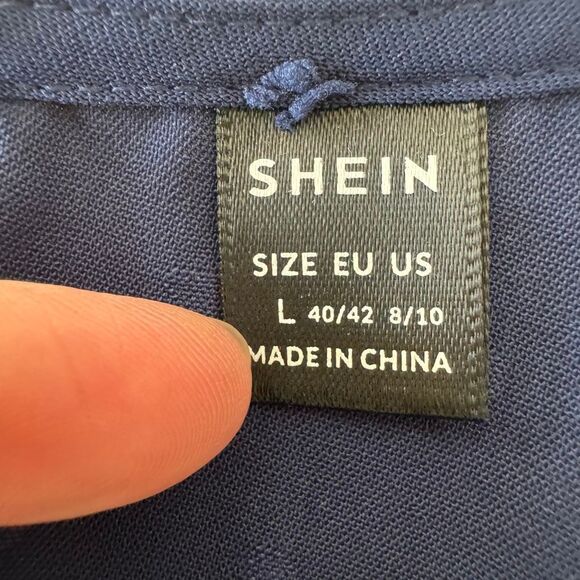 SHEIN
SIZE EU US
L 40/42 8/10
MADE IN CHINA